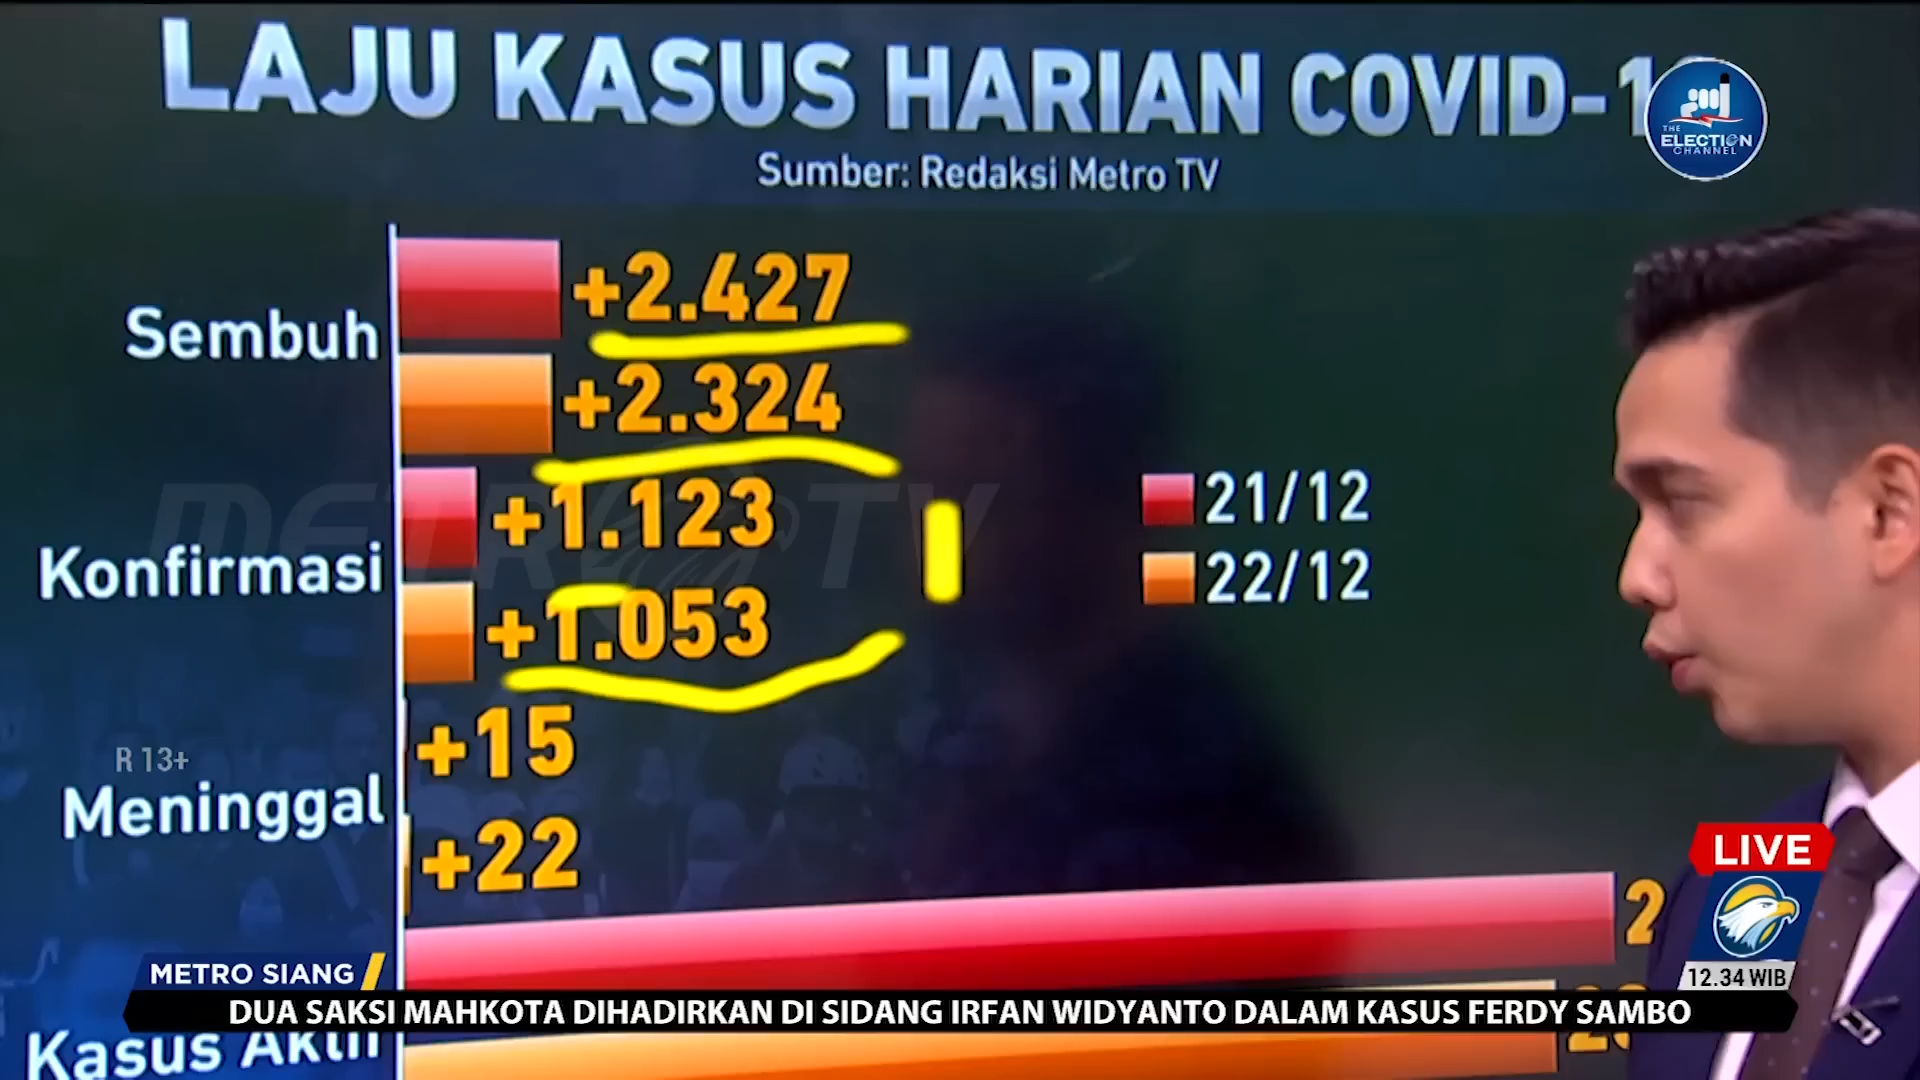 LAJU KASUS HARIAN COVID-1
Sumber: Redaksi Metro TV
THE
ELECTION
CHANNEL
Sembuh
+2.427
+2.324
Konfirmasi
+1.123
+1.053
21/12
22/12
METRO TV
R 13+
Meninggal
+15
+22
Kasus Aktif
2
LIVE
12.34 WIB
METRO SIANG
DUA SAKSI MAHKOTA DIHADIRKAN DI SIDANG IRFAN WIDYANTO DALAM KASUS FERDY SAMBO